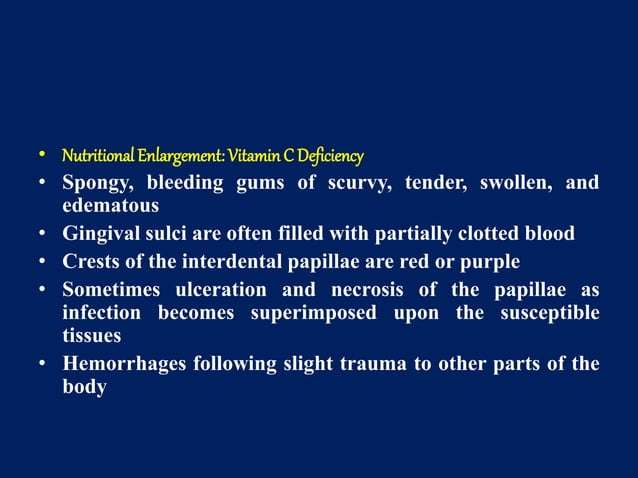 • Nutritional Enlargement: Vitamin C Deficiency
• Spongy, bleeding gums of scurvy, tender, swollen, and
edematous
• Gingival sulci are often filled with partially clotted blood
• Crests of the interdental papillae are red or purple
• Sometimes ulceration and necrosis of the papillae as
infection becomes superimposed upon the susceptible
tissues
• Hemorrhages following slight trauma to other parts of the
body